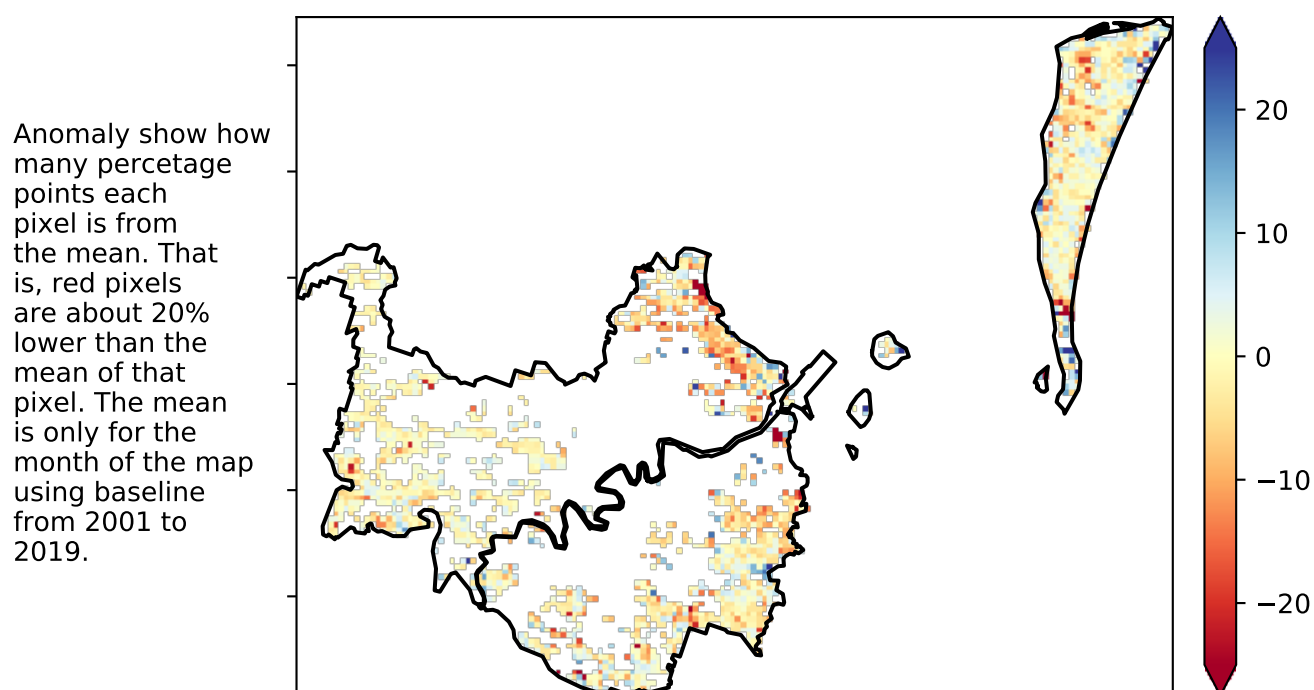 Anomaly show how
many percetage
points each
pixel is from
the mean. That
is, red pixels
are about 20%
lower than the
mean of that
pixel. The mean
is only for the
month of the map
using baseline
from 2001 to
2019.
20
10
0
−10
−20